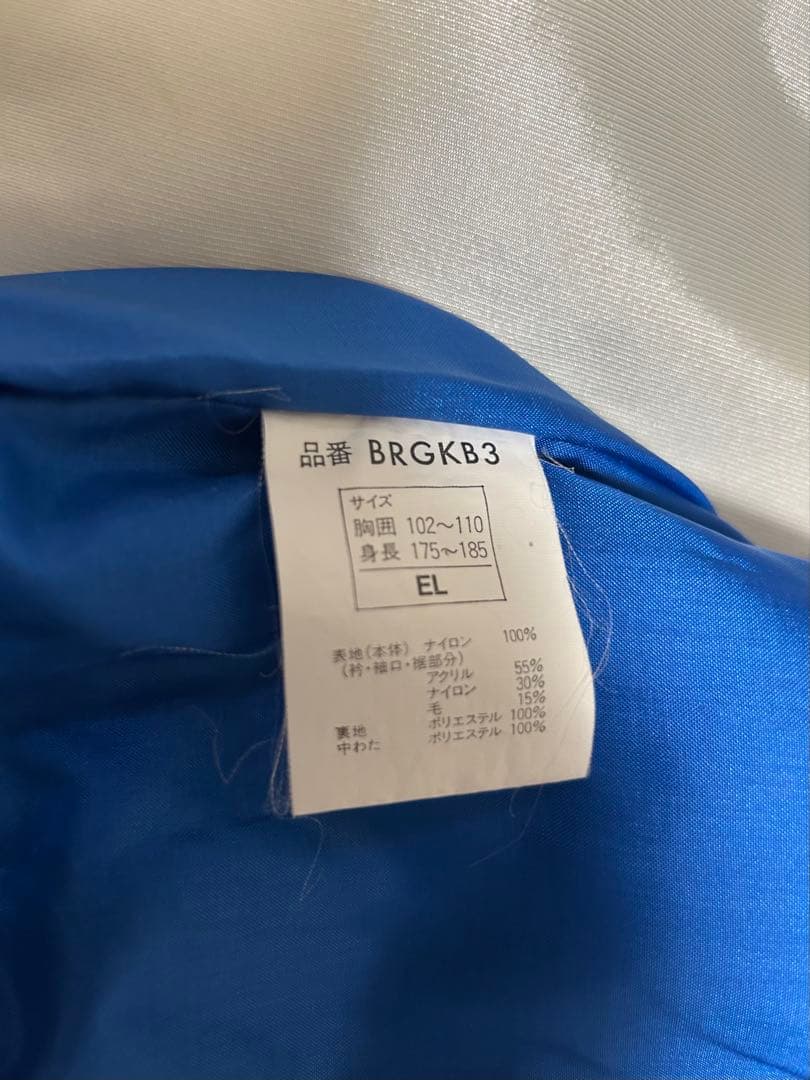 品番 BRGKB3
サイズ
胸囲 102〜110
身長 175〜185
EL
表地(本体) ナイロン 100%
(衿・袖口・裾部分)
アクリル 55%
ナイロン 30%
毛 15%
裏地 ポリエステル 100%
中わた ポリエステル 100%